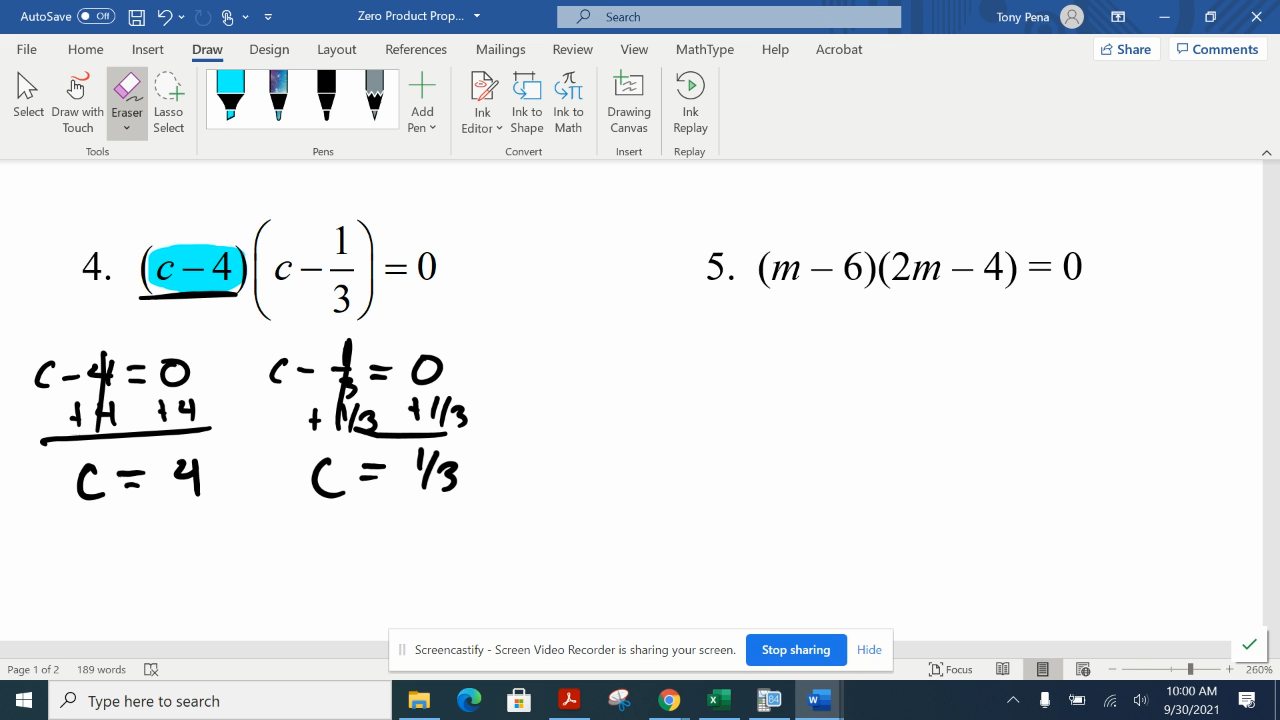 AutoSave Off Zero Product Prop... Search Tony Pena
File Home Insert Draw Design Layout References Mailings Review View MathType Help Acrobat Share Comments
Select Draw with Touch Eraser Lasso Select Add Pen Ink Editor Ink to Shape Ink to Math Drawing Canvas Ink Replay
Tools Pens Convert Insert Replay
4. (c – 4)(c – 1/3) = 0
c - 4 = 0
+ 4 + 4
c = 4
c - 1/3 = 0
+ 1/3 + 1/3
c = 1/3
5. (m – 6)(2m – 4) = 0
Screencastify - Screen Video Recorder is sharing your screen. Stop sharing Hide
Page 1 of 2 189 words Focus 260%
Type here to search 84 10:00 AM
9/30/2021